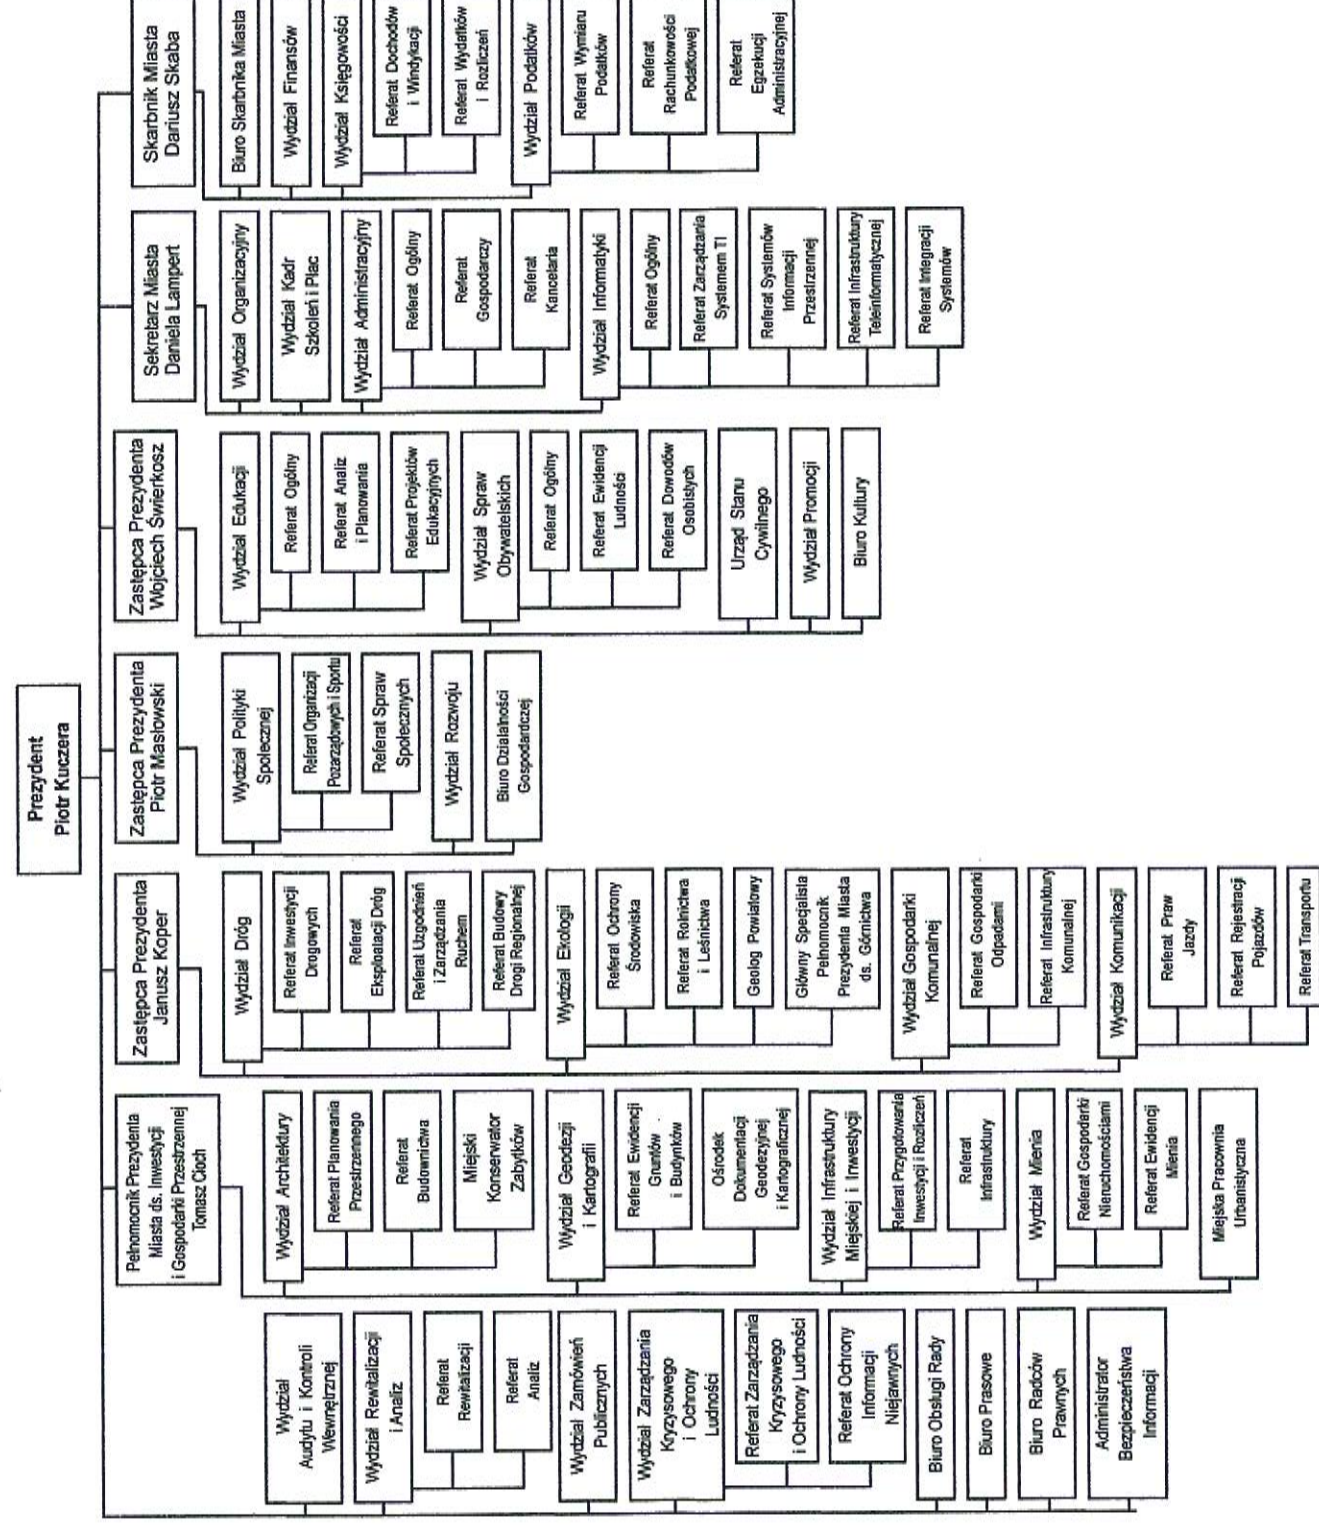 Prezydent
Piotr Kuczera
Wydział
Audytu i Kontroli
Wewnętrznej
Wydział Rewitalizacji
i Analiz
Referat
Rewitalizacji
Referat
Analiz
Wydział Zamówień
Publicznych
Wydział Zarządzania
Kryzysowego
i Ochrony
Ludności
Referat Zarządzania
Kryzysowego
i Ochrony Ludności
Referat Ochrony
Informacji
Niejawnych
Biuro Obsługi Rady
Biuro Prasowe
Biuro Radców
Prawnych
Administrator
Bezpieczeństwa
Informacji
Pełnomocnik Prezydenta
Miasta ds. Inwestycji
i Gospodarki Przestrzennej
Tomasz Cioch
Wydział Architektury
Referat Planowania
Przestrzennego
Referat
Budownictwa
Miejski
Konserwator
Zabytków
Wydział Geodezji
i Kartografii
Referat Ewidencji
Gruntów
i Budynków
Ośrodek
Dokumentacji
Geodezyjnej
i Kartograficznej
Wydział Infrastruktury
Miejskiej i Inwestycji
Referat Przygotowania
Inwestycji i Rozliczeń
Referat
Infrastruktury
Wydział Mienia
Referat Gospodarki
Nieruchomościami
Referat Ewidencji
Mienia
Miejska Pracownia
Urbanistyczna
Zastępca Prezydenta
Janusz Koper
Wydział Dróg
Referat Inwestycji
Drogowych
Referat
Eksploatacji Dróg
Referat Uzgodnień
i Zarządzania
Ruchem
Referat Budowy
Drogi Regionalnej
Wydział Ekologii
Referat Ochrony
Środowiska
Referat Rolnictwa
i Leśnictwa
Geolog Powiatowy
Główny Specjalista
Pełnomocnik
Prezydenta Miasta
ds. Górnictwa
Wydział Gospodarki
Komunalnej
Referat Gospodarki
Odpadami
Referat Infrastruktury
Komunalnej
Wydział Komunikacji
Referat Praw
Jazdy
Referat Rejestracji
Pojazdów
Referat Transportu
Zastępca Prezydenta
Piotr Masłowski
Wydział Polityki
Społecznej
Referat Organizacji
Pozarządowych i Sportu
Referat Spraw
Społecznych
Wydział Rozwoju
Biuro Działalności
Gospodardczej
Zastępca Prezydenta
Wojciech Świerkosz
Wydział Edukacji
Referat Ogólny
Referat Analiz
i Planowania
Referat Projektów
Edukacyjnych
Wydział Spraw
Obywatelskich
Referat Ogólny
Referat Ewidencji
Ludności
Referat Dowodów
Osobistych
Urząd Stanu
Cywilnego
Wydział Promocji
Biuro Kultury
Sekretarz Miasta
Daniela Lampert
Wydział Organizacyjny
Wydział Kadr
Szkoleń i Płac
Wydział Administracyjny
Referat Ogólny
Referat
Gospodarczy
Referat
Kancelaria
Wydział Informatyki
Referat Ogólny
Referat Zarządzania
Systemem TI
Referat Systemów
Informacji
Przestrzennej
Referat Infrastruktury
Teleinformatycznej
Referat Integracji
Systemów
Skarbnik Miasta
Dariusz Skaba
Biuro Skarbnika Miasta
Wydział Finansów
Wydział Księgowości
Referat Dochodów
i Windykacji
Referat Wydatków
i Rozliczeń
Wydział Podatków
Referat Wymiaru
Podatków
Referat
Rachunkowości
Podatkowej
Referat
Egzekucji
Administracyjnej